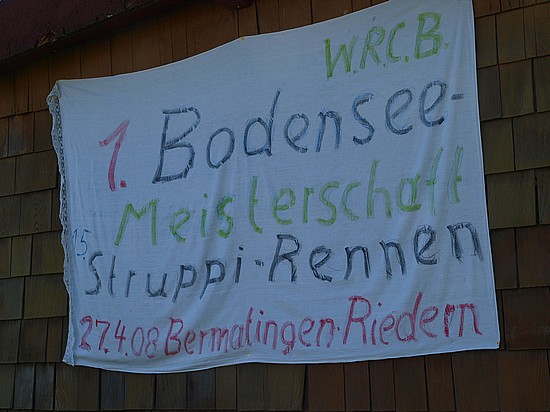 W.R.C.B.
1. Bodensee-
Meisterschaft
15.
Struppi-Rennen
27.4.08 Bermatingen-Riedern